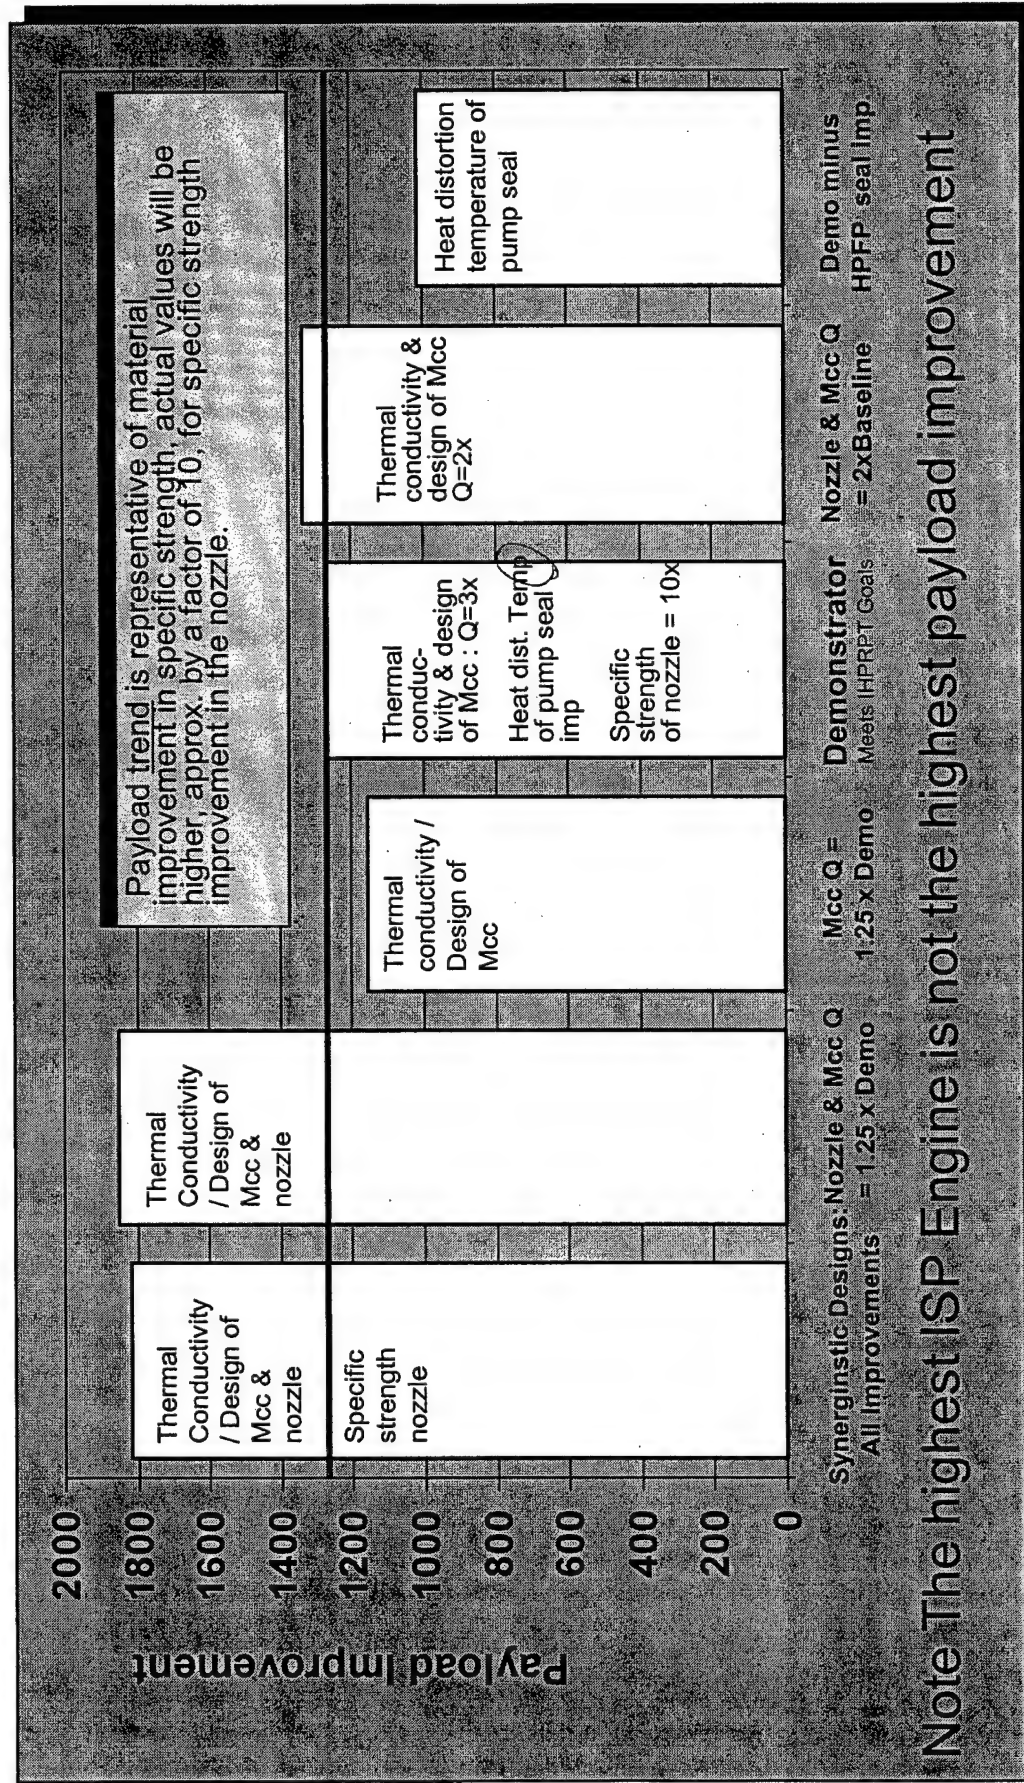 Payload trend is representative of material
improvement in specific strength, actual values will be
higher, approx. by a factor of 10, for specific strength
improvement in the nozzle.
Payload Improvement
2000
1800
1600
1400
1200
1000
800
600
400
200
0
Thermal
Conductivity
/ Design of
Mcc &
nozzle
Specific
strength
nozzle
Thermal
Conductivity
/ Design of
Mcc &
nozzle
Thermal
conductivity /
Design of
Mcc
Thermal
conduc-
tivity & design
of Mcc : Q=3x
Heat dist. Temp
of pump seal
imp
Specific
strength
of nozzle = 10x
Thermal
conductivity &
design of Mcc
Q=2x
Heat distortion
temperature of
pump seal
Synerginstic Designs:
All Improvements
Nozzle & Mcc Q
= 1.25 x Demo
Mcc Q =
1.25 x Demo
Demonstrator
Meets IHPRPT Goals
Nozzle & Mcc Q
= 2xBaseline
Demo minus
HPFP seal imp.
Note The highest ISP Engine is not the highest payload improvement